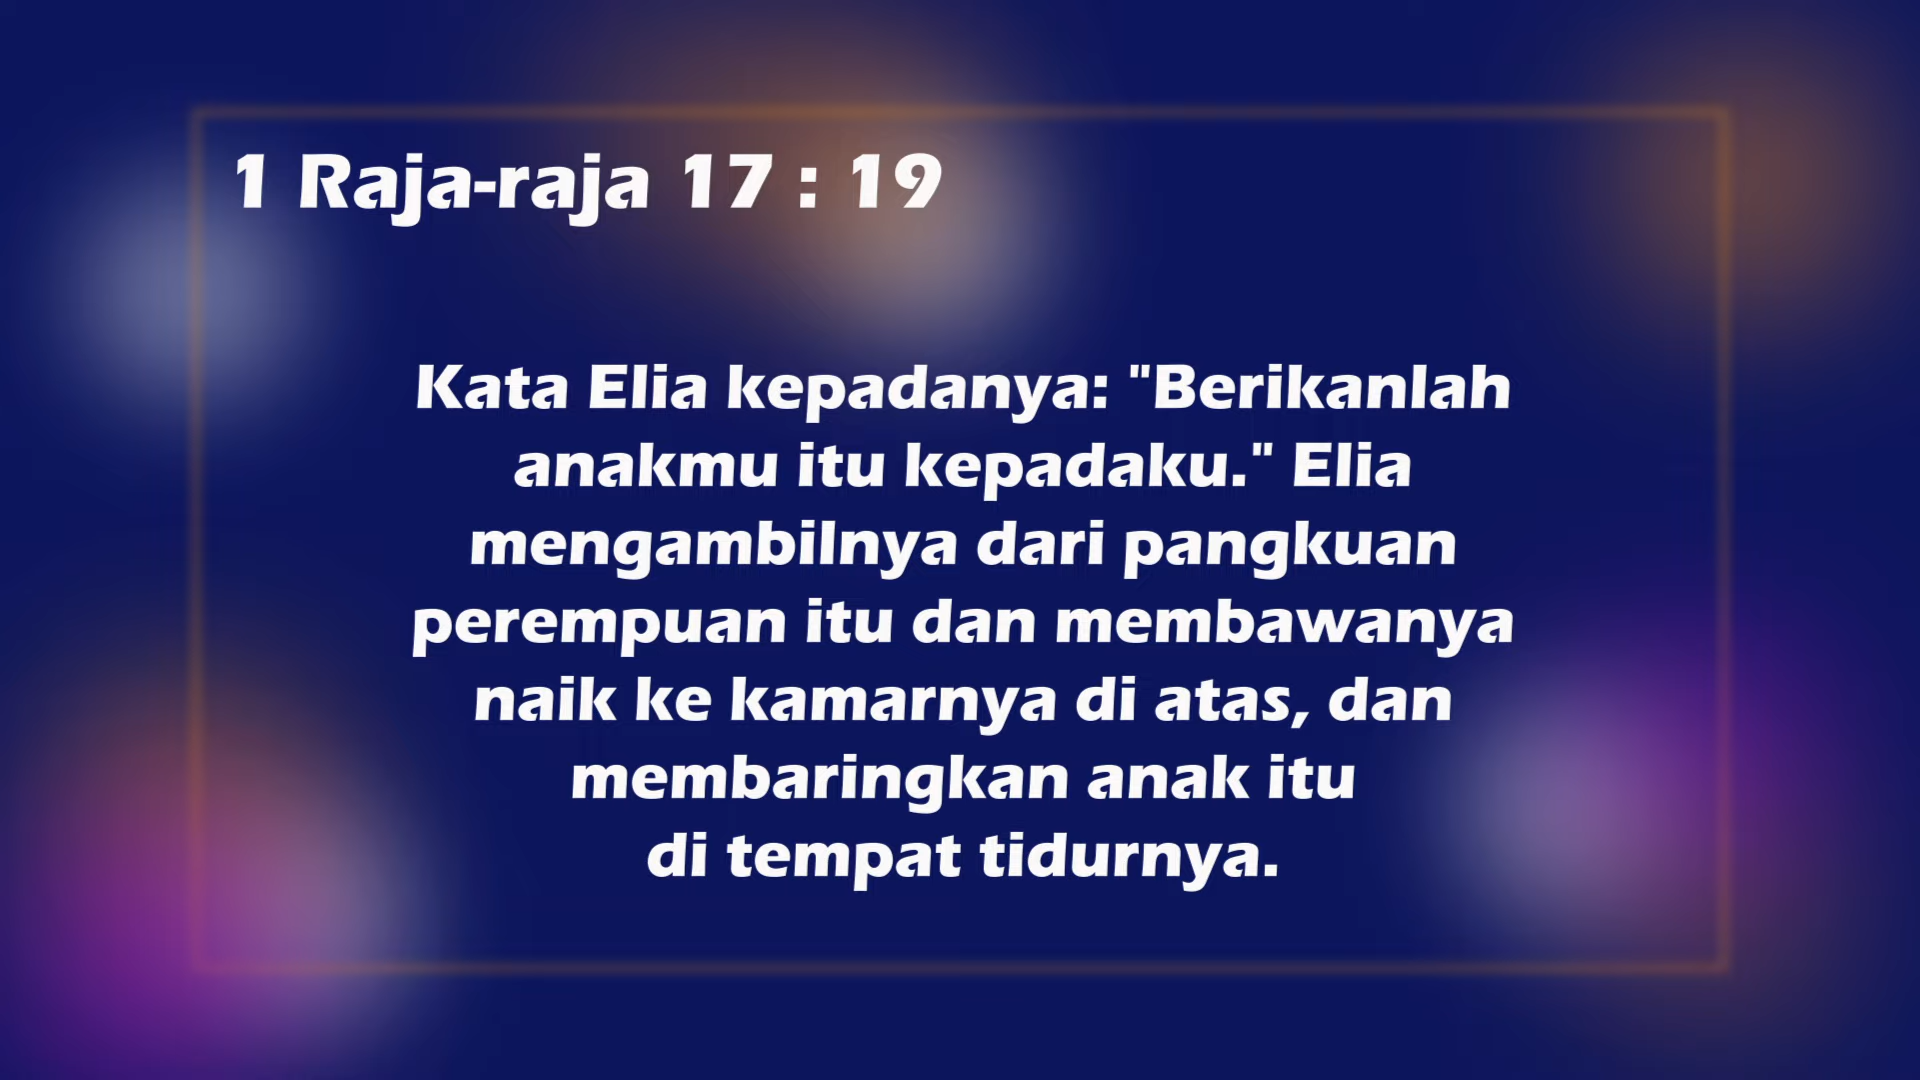 1 Raja-raja 17 : 19
Kata Elia kepadanya: "Berikanlah
anakmu itu kepadaku." Elia
mengambilnya dari pangkuan
perempuan itu dan membawanya
naik ke kamarnya di atas, dan
membaringkan anak itu
di tempat tidurnya.